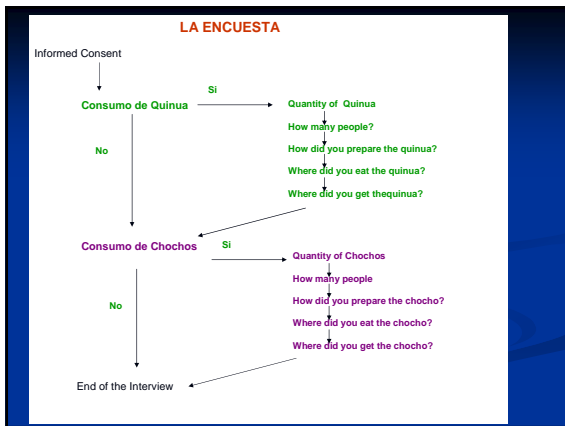 LA ENCUESTA
Informed Consent
Consumo de Quinua
Si
Quantity of Quinua
How many people?
No
How did you prepare the quinua?
Where did you eat the quinua?
Where did you get thequinua?
Consumo de Chochos
Si
Quantity of Chochos
How many people
No
How did you prepare the chocho?
Where did you eat the chocho?
Where did you get the chocho?
End of the Interview